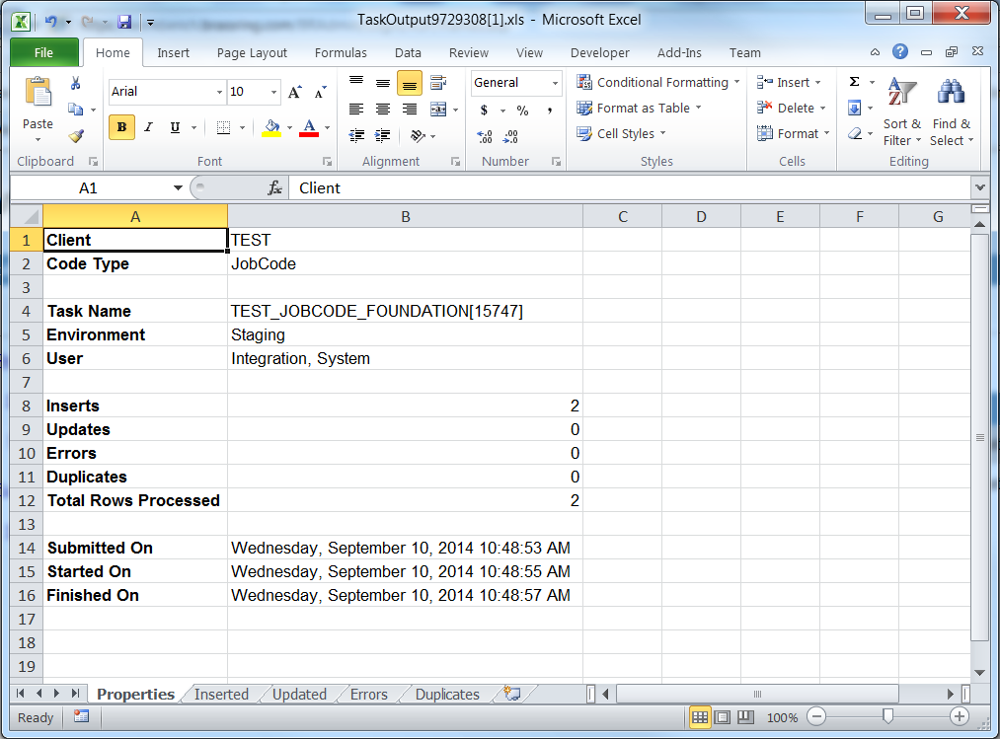 TaskOutput9729308[1].xls - Microsoft Excel
File Home Insert Page Layout Formulas Data Review View Developer Add-Ins Team
Arial 10 General Conditional Formatting Insert Σ
Paste Format as Table Delete Sort & Find &
B I U A $ % , Cell Styles Format Filter Select
Clipboard Font Alignment Number Styles Cells Editing
A1 fx Client
A B C D E F G
1 Client TEST
2 Code Type JobCode
3
4 Task Name TEST_JOBCODE_FOUNDATION[15747]
5 Environment Staging
6 User Integration, System
7
8 Inserts 2
9 Updates 0
10 Errors 0
11 Duplicates 0
12 Total Rows Processed 2
13
14 Submitted On Wednesday, September 10, 2014 10:48:53 AM
15 Started On Wednesday, September 10, 2014 10:48:55 AM
16 Finished On Wednesday, September 10, 2014 10:48:57 AM
17
18
19
Properties Inserted Updated Errors Duplicates
Ready 100%